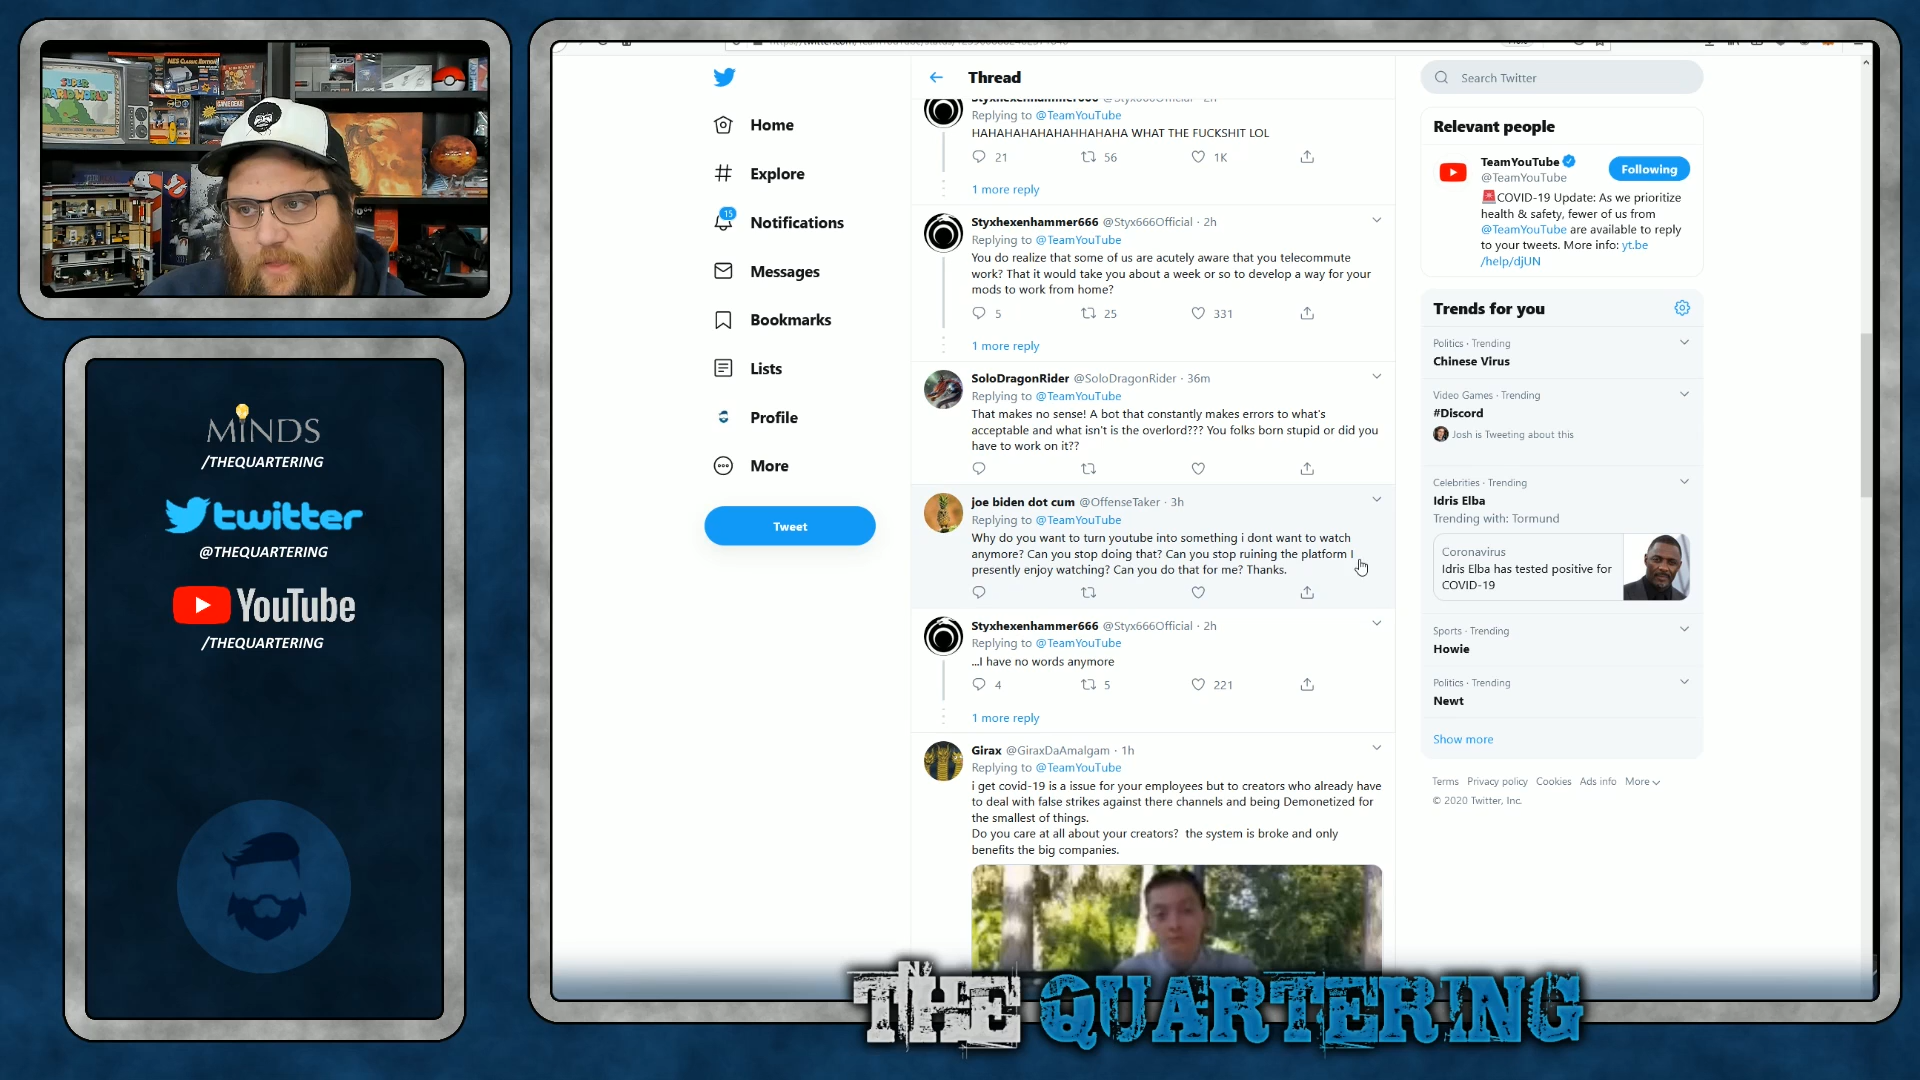 SUPER
MARIO WORLD
NES CLASSIC EDITION
GAME GEAR
MINDS
/THEQUARTERING
twitter
@THEQUARTERING
YouTube
/THEQUARTERING
Home
Explore
15
Notifications
Messages
Bookmarks
Lists
Profile
More
Tweet
Thread
Styxhexenhammer666 @Styx666Official · 2h
Replying to @TeamYouTube
HAHAHAHAHAHAHHAHAHA WHAT THE FUCKSHIT LOL
21 56 1K
1 more reply
Styxhexenhammer666 @Styx666Official · 2h
Replying to @TeamYouTube
You do realize that some of us are acutely aware that you telecommute
work? That it would take you about a week or so to develop a way for your
mods to work from home?
5 25 331
1 more reply
SoloDragonRider @SoloDragonRider · 36m
Replying to @TeamYouTube
That makes no sense! A bot that constantly makes errors to what's
acceptable and what isn't is the overlord??? You folks born stupid or did you
have to work on it??
joe biden dot cum @OffenseTaker · 3h
Replying to @TeamYouTube
Why do you want to turn youtube into something i dont want to watch
anymore? Can you stop doing that? Can you stop ruining the platform I
presently enjoy watching? Can you do that for me? Thanks.
Styxhexenhammer666 @Styx666Official · 2h
Replying to @TeamYouTube
...I have no words anymore
4 5 221
1 more reply
Girax @GiraxDaAmalgam · 1h
Replying to @TeamYouTube
i get covid-19 is a issue for your employees but to creators who already have
to deal with false strikes against there channels and being Demonetized for
the smallest of things.
Do you care at all about your creators? the system is broke and only
benefits the big companies.
Search Twitter
Relevant people
TeamYouTube
@TeamYouTube
Following
COVID-19 Update: As we prioritize
health & safety, fewer of us from
@TeamYouTube are available to reply
to your tweets. More info: yt.be
/help/djUN
Trends for you
Politics · Trending
Chinese Virus
Video Games · Trending
#Discord
Josh is Tweeting about this
Celebrities · Trending
Idris Elba
Trending with: Tormund
Coronavirus
Idris Elba has tested positive for
COVID-19
Sports · Trending
Howie
Politics · Trending
Newt
Show more
Terms Privacy policy Cookies Ads info More
© 2020 Twitter, Inc.
THE QUARTERING